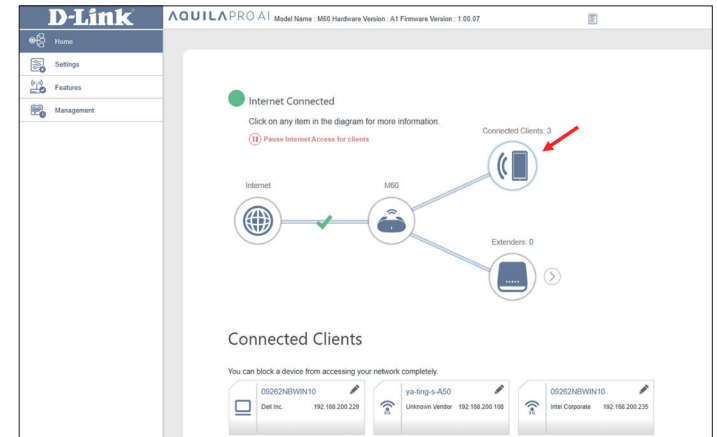 D-Link
AQUILA PRO AI Model Name : M60 Hardware Version : A1 Firmware Version : 1.00.07
Home
Settings
Features
Management
Internet Connected
Click on any item in the diagram for more information.
Pause Internet Access for clients
Connected Clients: 3
Internet
M60
Extenders: 0
Connected Clients
You can block a device from accessing your network completely.
09262NBWIN10
Dell Inc. 192.168.200.229
ya-ting-s-A50
Unknown Vendor 192.168.200.108
5G
09262NBWIN10
Intel Corporate 192.168.200.235
5G